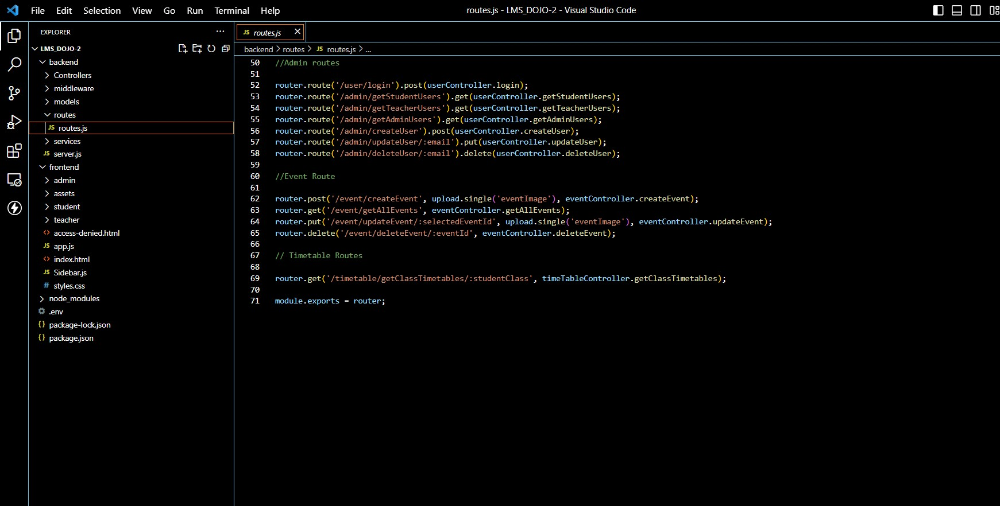 File Edit Selection View Go Run Terminal Help
routes.js - LMS_DOJO-2 - Visual Studio Code
EXPLORER
LMS_DOJO-2
backend
Controllers
middleware
models
routes
JS routes.js
services
JS server.js
frontend
admin
assets
student
teacher
<> access-denied.html
JS app.js
<> index.html
JS Sidebar.js
# styles.css
node_modules
.env
{} package-lock.json
{} package.json
JS routes.js
backend > routes > JS routes.js > ...
50 //Admin routes
51
52 router.route('/user/login').post(userController.login);
53 router.route('/admin/getStudentUsers').get(userController.getStudentUsers);
54 router.route('/admin/getTeacherUsers').get(userController.getTeacherUsers);
55 router.route('/admin/getAdminUsers').get(userController.getAdminUsers);
56 router.route('/admin/createUser').post(userController.createUser);
57 router.route('/admin/updateUser/:email').put(userController.updateUser);
58 router.route('/admin/deleteUser/:email').delete(userController.deleteUser);
59
60 //Event Route
61
62 router.post('/event/createEvent', upload.single('eventImage'), eventController.createEvent);
63 router.get('/event/getAllEvents', eventController.getAllEvents);
64 router.put('/event/updateEvent/:selectedEventId', upload.single('eventImage'), eventController.updateEvent);
65 router.delete('/event/deleteEvent/:eventId', eventController.deleteEvent);
66
67 // Timetable Routes
68
69 router.get('/timetable/getClassTimetables/:studentClass', timeTableController.getClassTimetables);
70
71 module.exports = router;